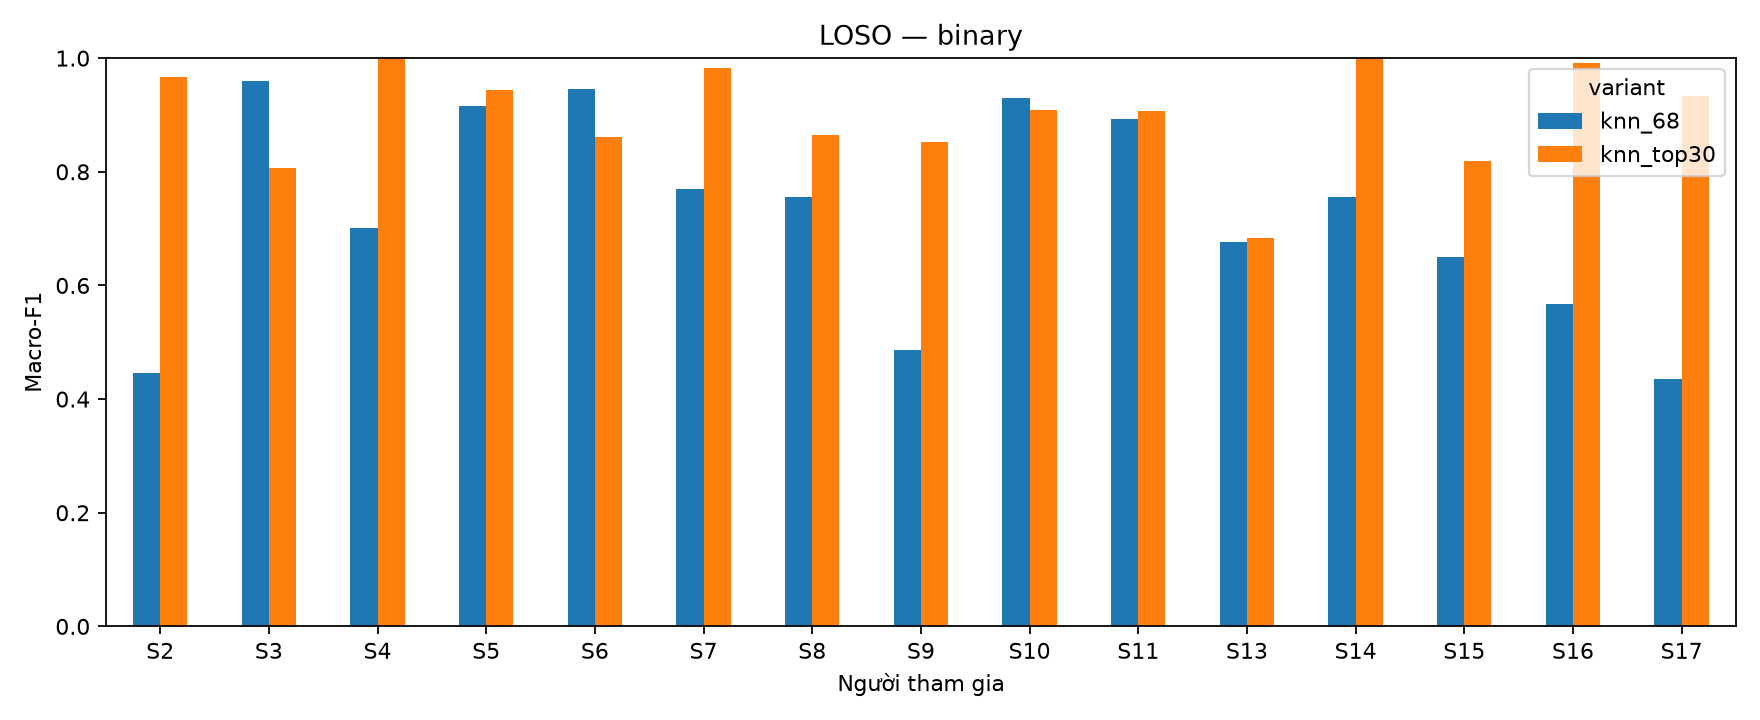 LOSO — binary
Macro-F1
1.0
0.8
0.6
0.4
0.2
0.0
variant
knn_68
knn_top30
S2 S3 S4 S5 S6 S7 S8 S9 S10 S11 S13 S14 S15 S16 S17
Người tham gia